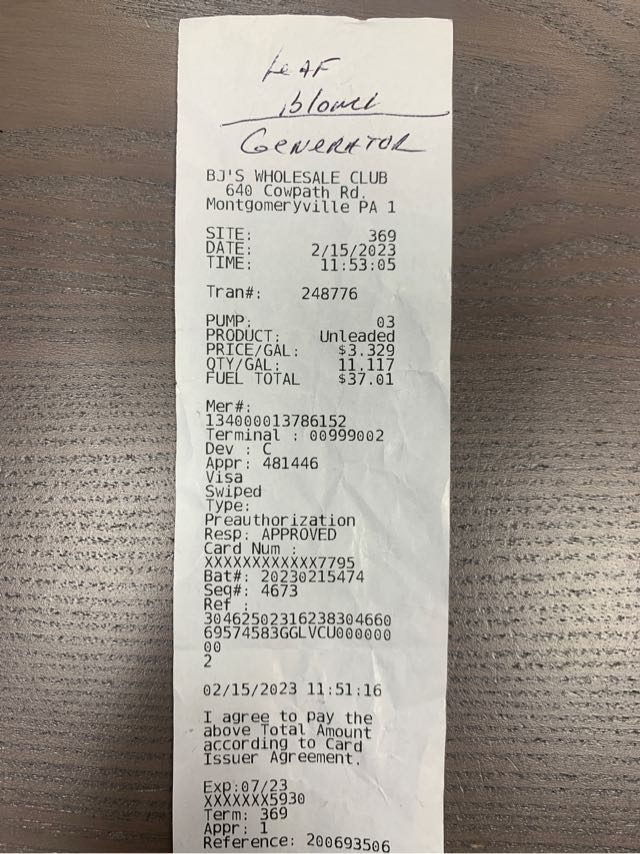 Leaf
blower
Generator
BJ'S WHOLESALE CLUB
640 Cowpath Rd.
Montgomeryville PA 1
SITE: 369
DATE: 2/15/2023
TIME: 11:53:05
Tran#: 248776
PUMP: 03
PRODUCT: Unleaded
PRICE/GAL: $3.329
QTY/GAL: 11.117
FUEL TOTAL $37.01
Mer#:
134000013786152
Terminal : 00999002
Dev : C
Appr: 481446
Visa
Swiped
Type:
Preauthorization
Resp: APPROVED
Card Num :
XXXXXXXXXXXX7795
Bat#: 20230215474
Seq#: 4673
Ref :
30462502316238304660
69574583GGLVCU000000
00
2
02/15/2023 11:51:16
I agree to pay the
above Total Amount
according to Card
Issuer Agreement.
Exp:07/23
XXXXXXX5930
Term: 369
Appr: 1
Reference: 200693506